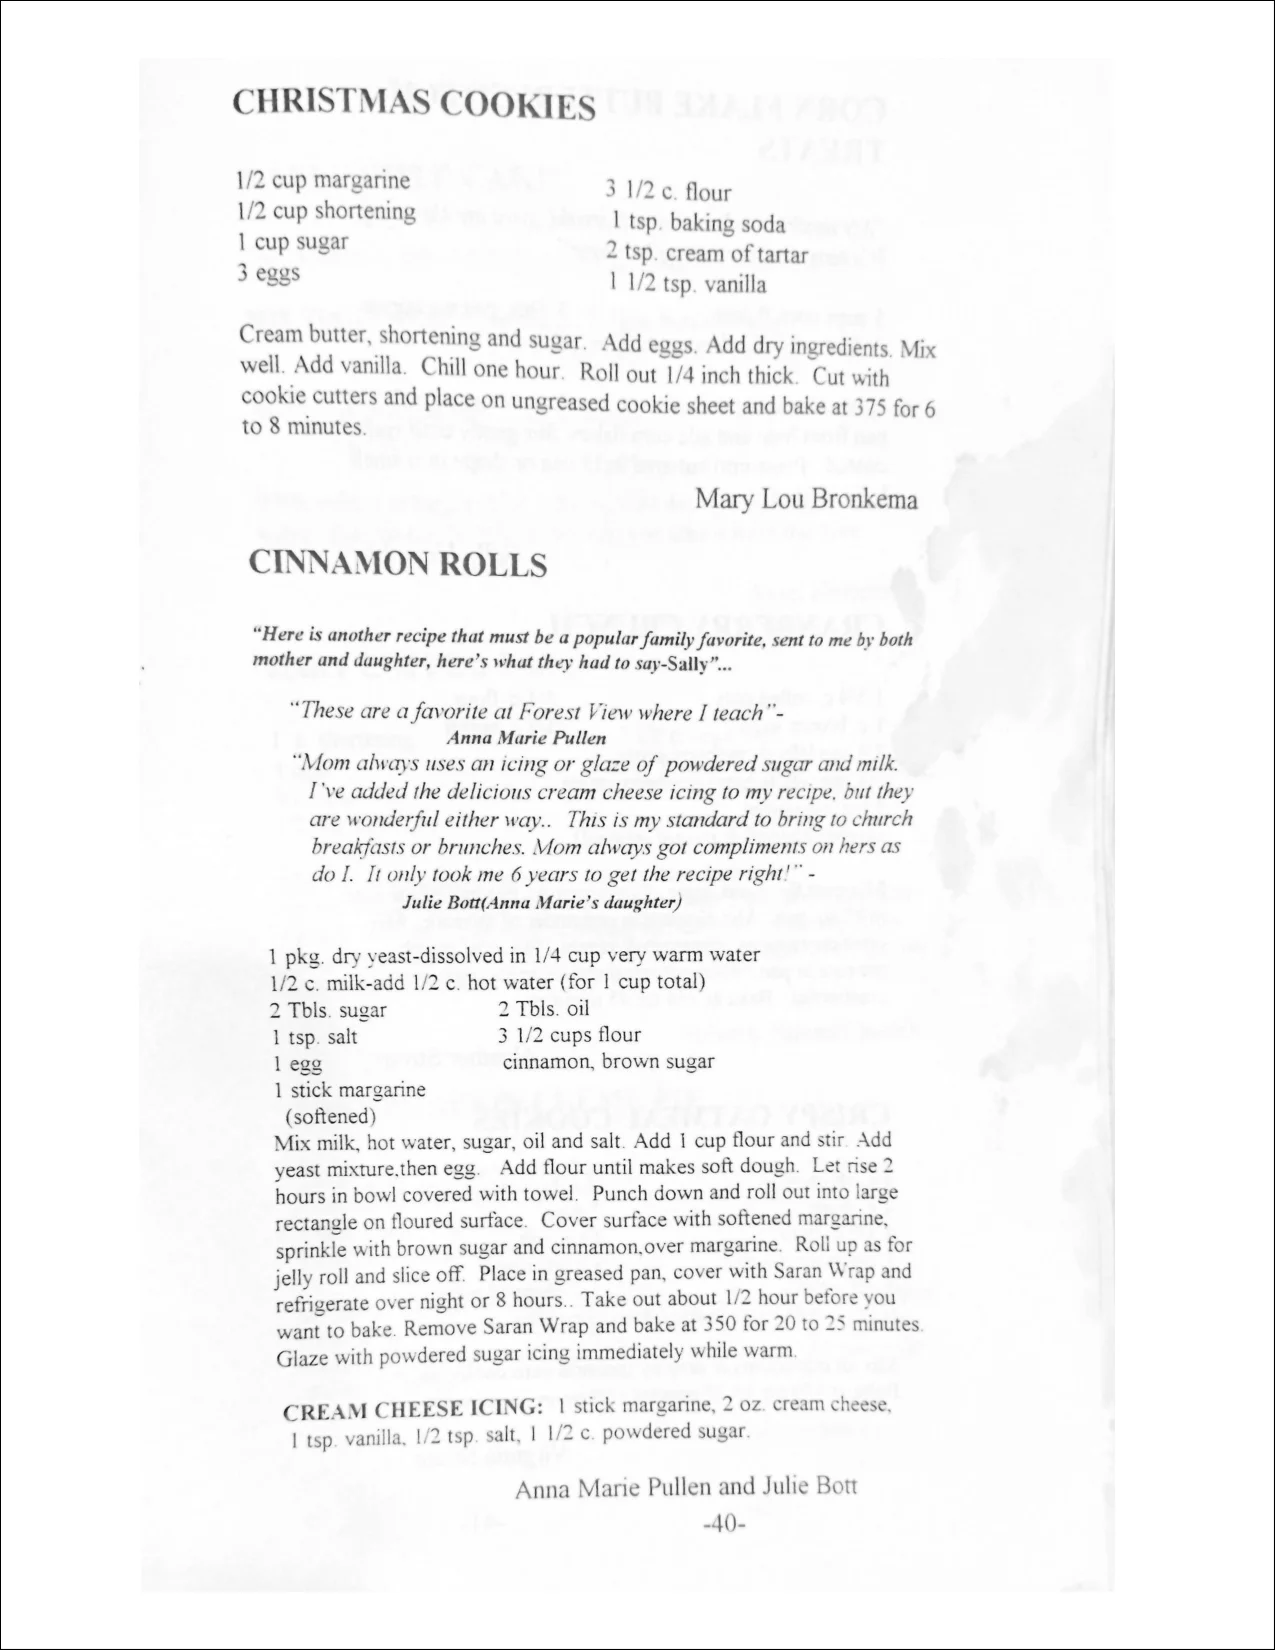 CHRISTMAS COOKIES
1/2 cup margarine
1/2 cup shortening
1 cup sugar
3 eggs
3 1/2 c. flour
1 tsp. baking soda
2 tsp. cream of tartar
1 1/2 tsp. vanilla
Cream butter, shortening and sugar. Add eggs. Add dry ingredients. Mix
well. Add vanilla. Chill one hour. Roll out 1/4 inch thick. Cut with
cookie cutters and place on ungreased cookie sheet and bake at 375 for 6
to 8 minutes.
Mary Lou Bronkema
CINNAMON ROLLS
"Here is another recipe that must be a popular family favorite, sent to me by both
mother and daughter, here's what they had to say-Sally"...
"These are a favorite at Forest View where I teach"-
Anna Marie Pullen
"Mom always uses an icing or glaze of powdered sugar and milk.
I've added the delicious cream cheese icing to my recipe, but they
are wonderful either way.. This is my standard to bring to church
breakfasts or brunches. Mom always got compliments on hers as
do I. It only took me 6 years to get the recipe right!" -
Julie Bott(Anna Marie's daughter)
1 pkg. dry yeast-dissolved in 1/4 cup very warm water
1/2 c. milk-add 1/2 c. hot water (for 1 cup total)
2 Tbls. sugar 2 Tbls. oil
1 tsp. salt 3 1/2 cups flour
1 egg cinnamon, brown sugar
1 stick margarine
(softened)
Mix milk, hot water, sugar, oil and salt. Add 1 cup flour and stir. Add
yeast mixture,then egg. Add flour until makes soft dough. Let rise 2
hours in bowl covered with towel. Punch down and roll out into large
rectangle on floured surface. Cover surface with softened margarine,
sprinkle with brown sugar and cinnamon,over margarine. Roll up as for
jelly roll and slice off. Place in greased pan, cover with Saran Wrap and
refrigerate over night or 8 hours.. Take out about 1/2 hour before you
want to bake. Remove Saran Wrap and bake at 350 for 20 to 25 minutes.
Glaze with powdered sugar icing immediately while warm.
CREAM CHEESE ICING: 1 stick margarine, 2 oz. cream cheese,
1 tsp. vanilla, 1/2 tsp. salt, 1 1/2 c. powdered sugar.
Anna Marie Pullen and Julie Bott
-40-